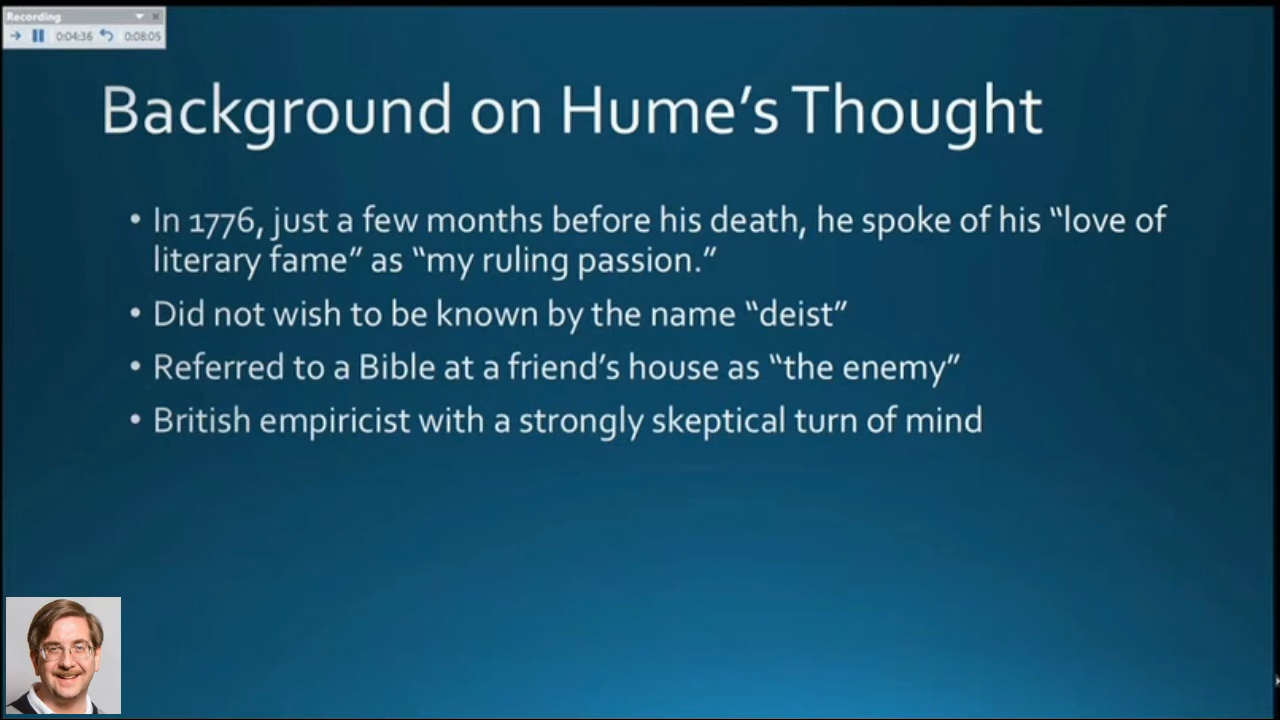 Recording
0:04:36 0:08:05
Background on Hume’s Thought
• In 1776, just a few months before his death, he spoke of his “love of
literary fame” as “my ruling passion.”
• Did not wish to be known by the name “deist”
• Referred to a Bible at a friend’s house as “the enemy”
• British empiricist with a strongly skeptical turn of mind